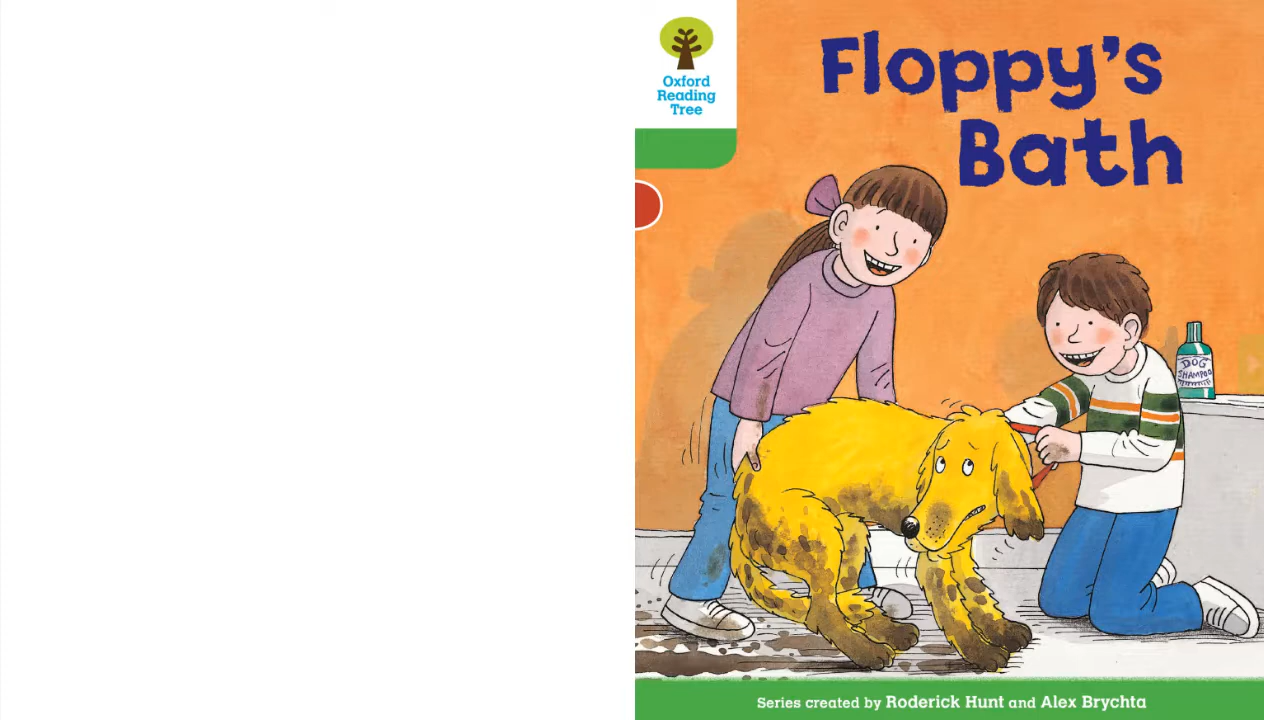 Oxford
Reading
Tree
Floppy's
Bath
DOG
SHAMPOO
Series created by Roderick Hunt and Alex Brychta